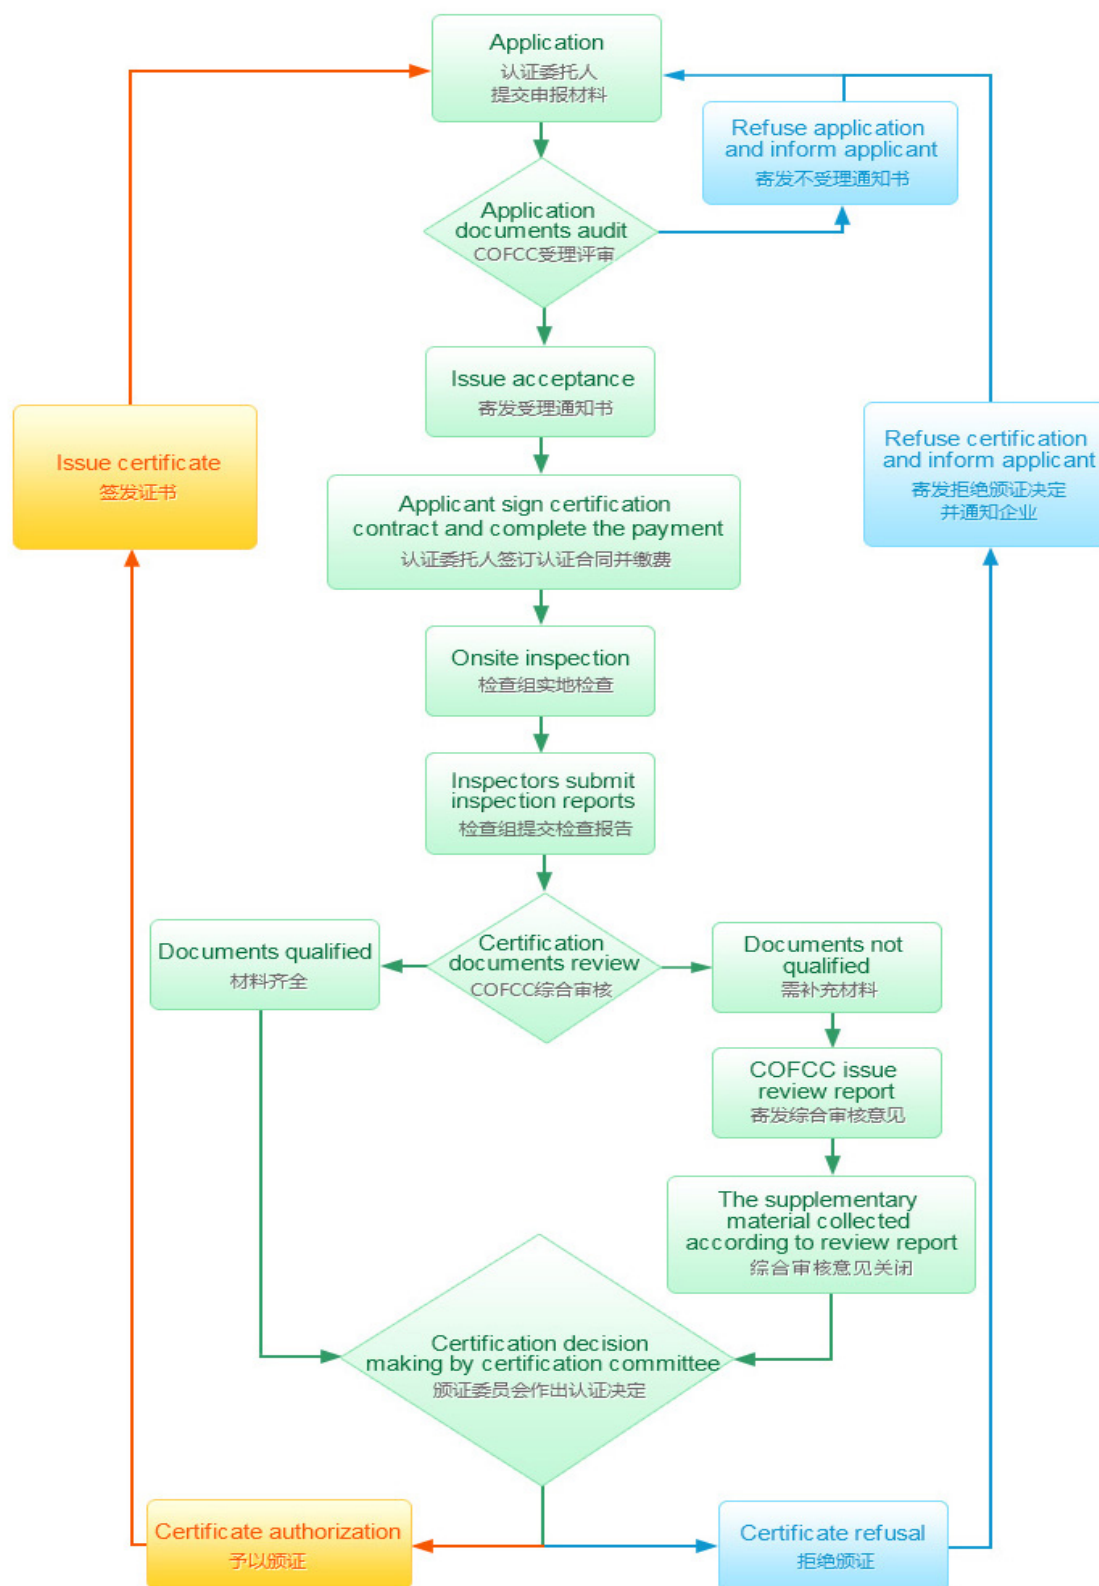 Application
认证委托人
提交申报材料
Refuse application
and inform applicant
寄发不受理通知书
Application
documents audit
COFCC受理评审
Issue acceptance
寄发受理通知书
Issue certificate
签发证书
Refuse certification
and inform applicant
寄发拒绝颁证决定
并通知企业
Applicant sign certification
contract and complete the payment
认证委托人签订认证合同并缴费
Onsite inspection
检查组实地检查
Inspectors submit
inspection reports
检查组提交检查报告
Documents qualified
材料齐全
Certification
documents review
COFCC综合审核
Documents not
qualified
需补充材料
COFCC issue
review report
寄发综合审核意见
The supplementary
material collected
according to review report
综合审核意见关闭
Certification decision
making by certification committee
颁证委员会作出认证决定
Certificate authorization
予以颁证
Certificate refusal
拒绝颁证